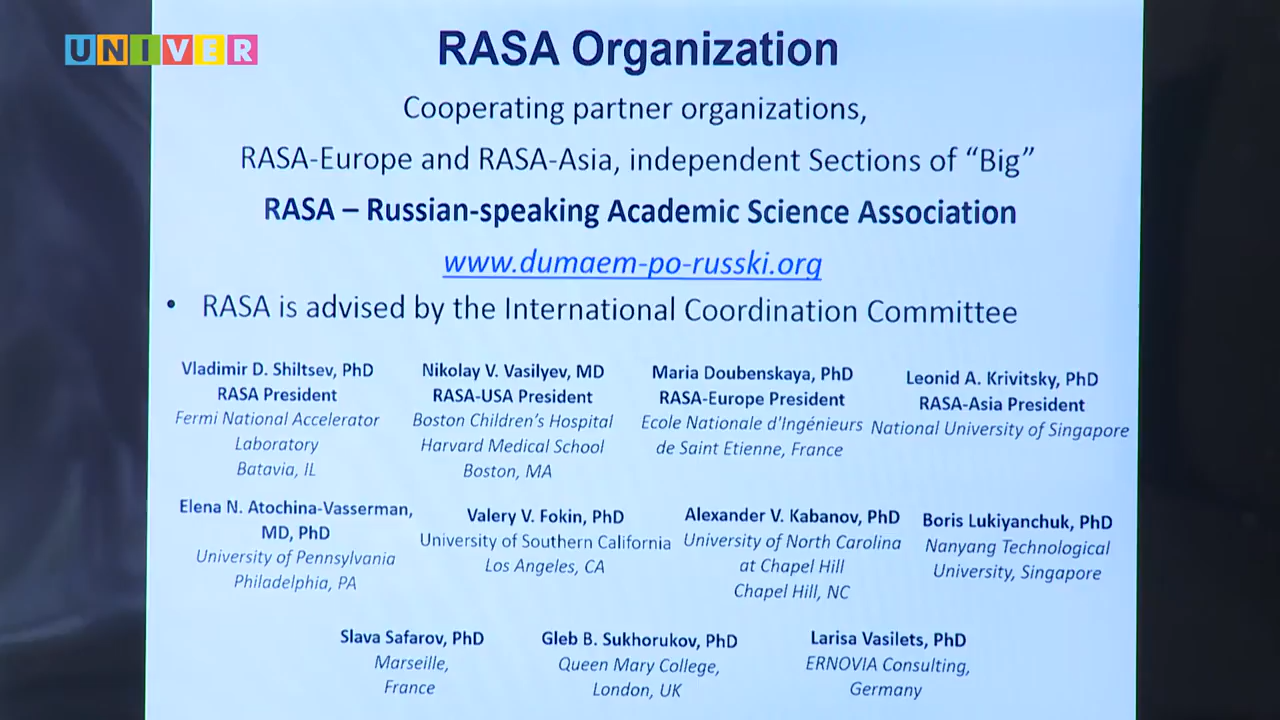 UNIVER
RASA Organization
Cooperating partner organizations,
RASA-Europe and RASA-Asia, independent Sections of “Big”
RASA – Russian-speaking Academic Science Association
www.dumaem-po-russki.org
• RASA is advised by the International Coordination Committee
Vladimir D. Shiltsev, PhD
RASA President
Fermi National Accelerator
Laboratory
Batavia, IL
Nikolay V. Vasilyev, MD
RASA-USA President
Boston Children’s Hospital
Harvard Medical School
Boston, MA
Maria Doubenskaya, PhD
RASA-Europe President
Ecole Nationale d'Ingénieurs
de Saint Etienne, France
Leonid A. Krivitsky, PhD
RASA-Asia President
National University of Singapore
Elena N. Atochina-Vasserman,
MD, PhD
University of Pennsylvania
Philadelphia, PA
Valery V. Fokin, PhD
University of Southern California
Los Angeles, CA
Alexander V. Kabanov, PhD
University of North Carolina
at Chapel Hill
Chapel Hill, NC
Boris Lukiyanchuk, PhD
Nanyang Technological
University, Singapore
Slava Safarov, PhD
Marseille,
France
Gleb B. Sukhorukov, PhD
Queen Mary College,
London, UK
Larisa Vasilets, PhD
ERNOVIA Consulting,
Germany